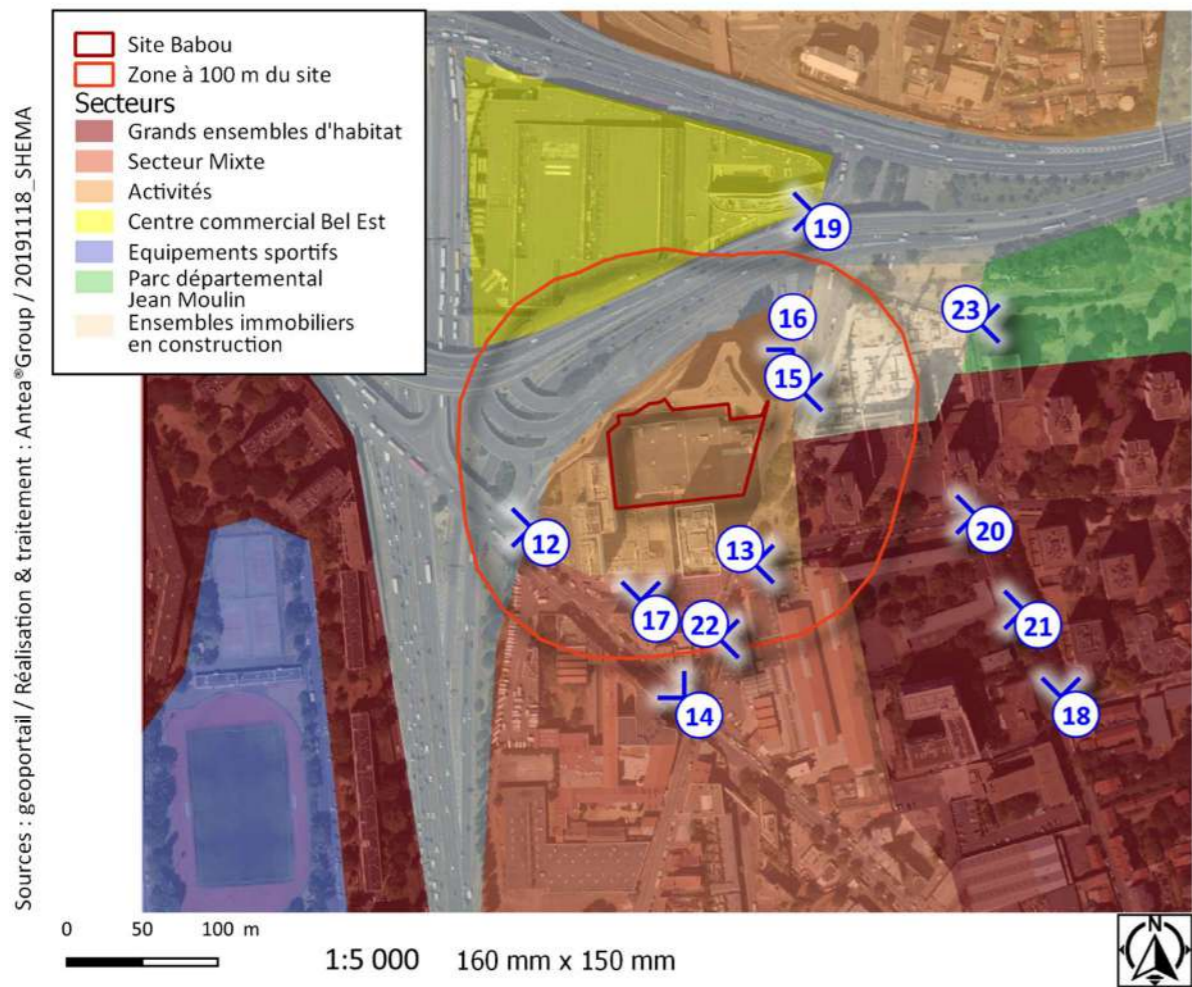 Site Babou
Zone à 100 m du site
Secteurs
Grands ensembles d'habitat
Secteur Mixte
Activités
Centre commercial Bel Est
Equipements sportifs
Parc départemental
Jean Moulin
Ensembles immobiliers
en construction
Sources : geoportail / Réalisation & traitement : Antea®Group / 20191118_SHEMA
19
16
23
15
20
12
13
17
22
21
14
18
0 50 100 m
1:5 000 160 mm x 150 mm
N